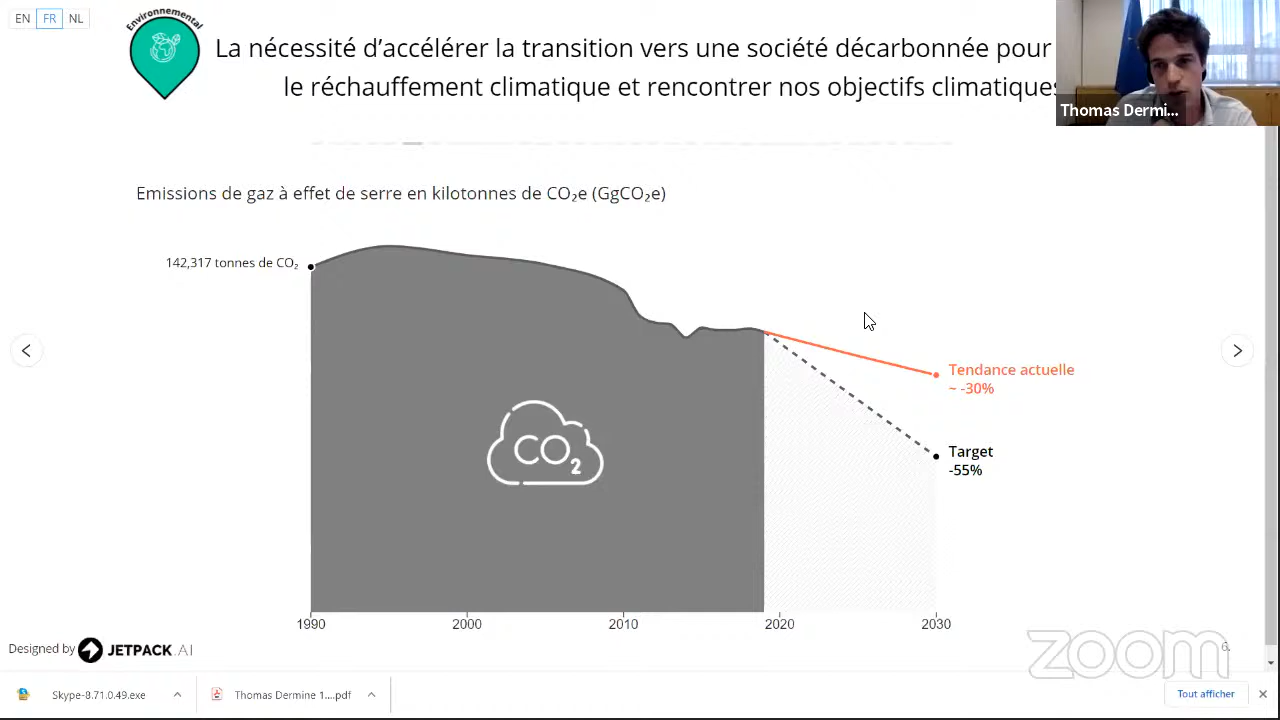 EN FR NL
Environnemental
La nécessité d’accélérer la transition vers une société décarbonnée pour
le réchauffement climatique et rencontrer nos objectifs climatiques
Thomas Dermi...
Emissions de gaz à effet de serre en kilotonnes de CO₂e (GgCO₂e)
142,317 tonnes de CO₂
CO₂
Tendance actuelle
~ -30%
Target
-55%
1990 2000 2010 2020 2030
Designed by JETPACK.AI
zoom
6.
Skype-8.71.0.49.exe
Thomas Dermine 1....pdf
Tout afficher